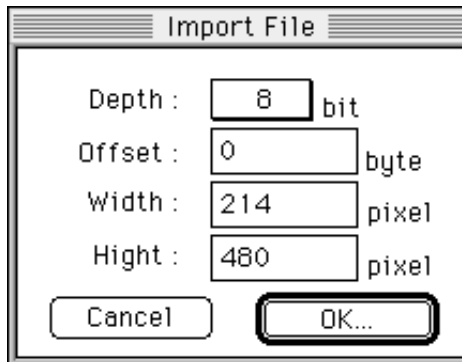 Import File
Depth : 8 bit
Offset : 0 byte
Width : 214 pixel
Hight : 480 pixel
Cancel OK...